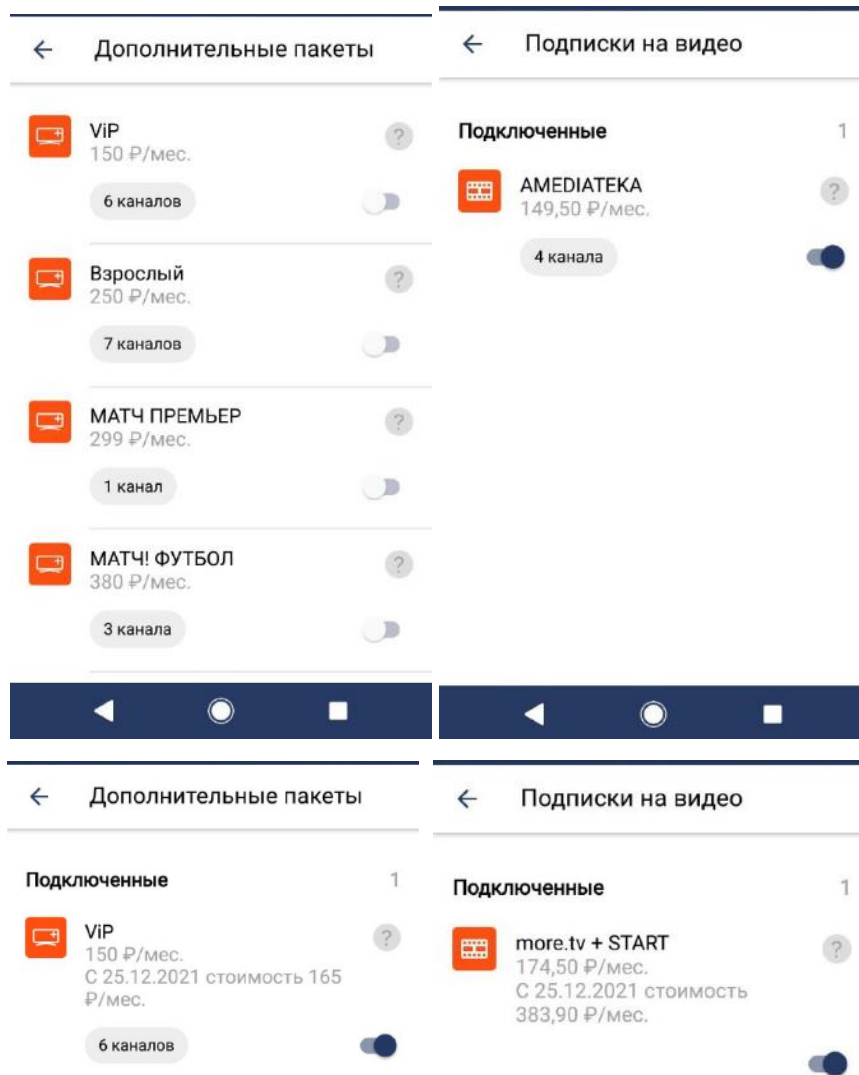 Дополнительные пакеты
ViP
150 ₽/мес.
6 каналов
Взрослый
250 ₽/мес.
7 каналов
МАТЧ ПРЕМЬЕР
299 ₽/мес.
1 канал
МАТЧ! ФУТБОЛ
380 ₽/мес.
3 канала
Подписки на видео
Подключенные 1
AMEDIATEKA
149,50 ₽/мес.
4 канала
Дополнительные пакеты
Подключенные 1
ViP
150 ₽/мес.
С 25.12.2021 стоимость 165
₽/мес.
6 каналов
Подписки на видео
Подключенные 1
more.tv + START
174,50 ₽/мес.
С 25.12.2021 стоимость
383,90 ₽/мес.